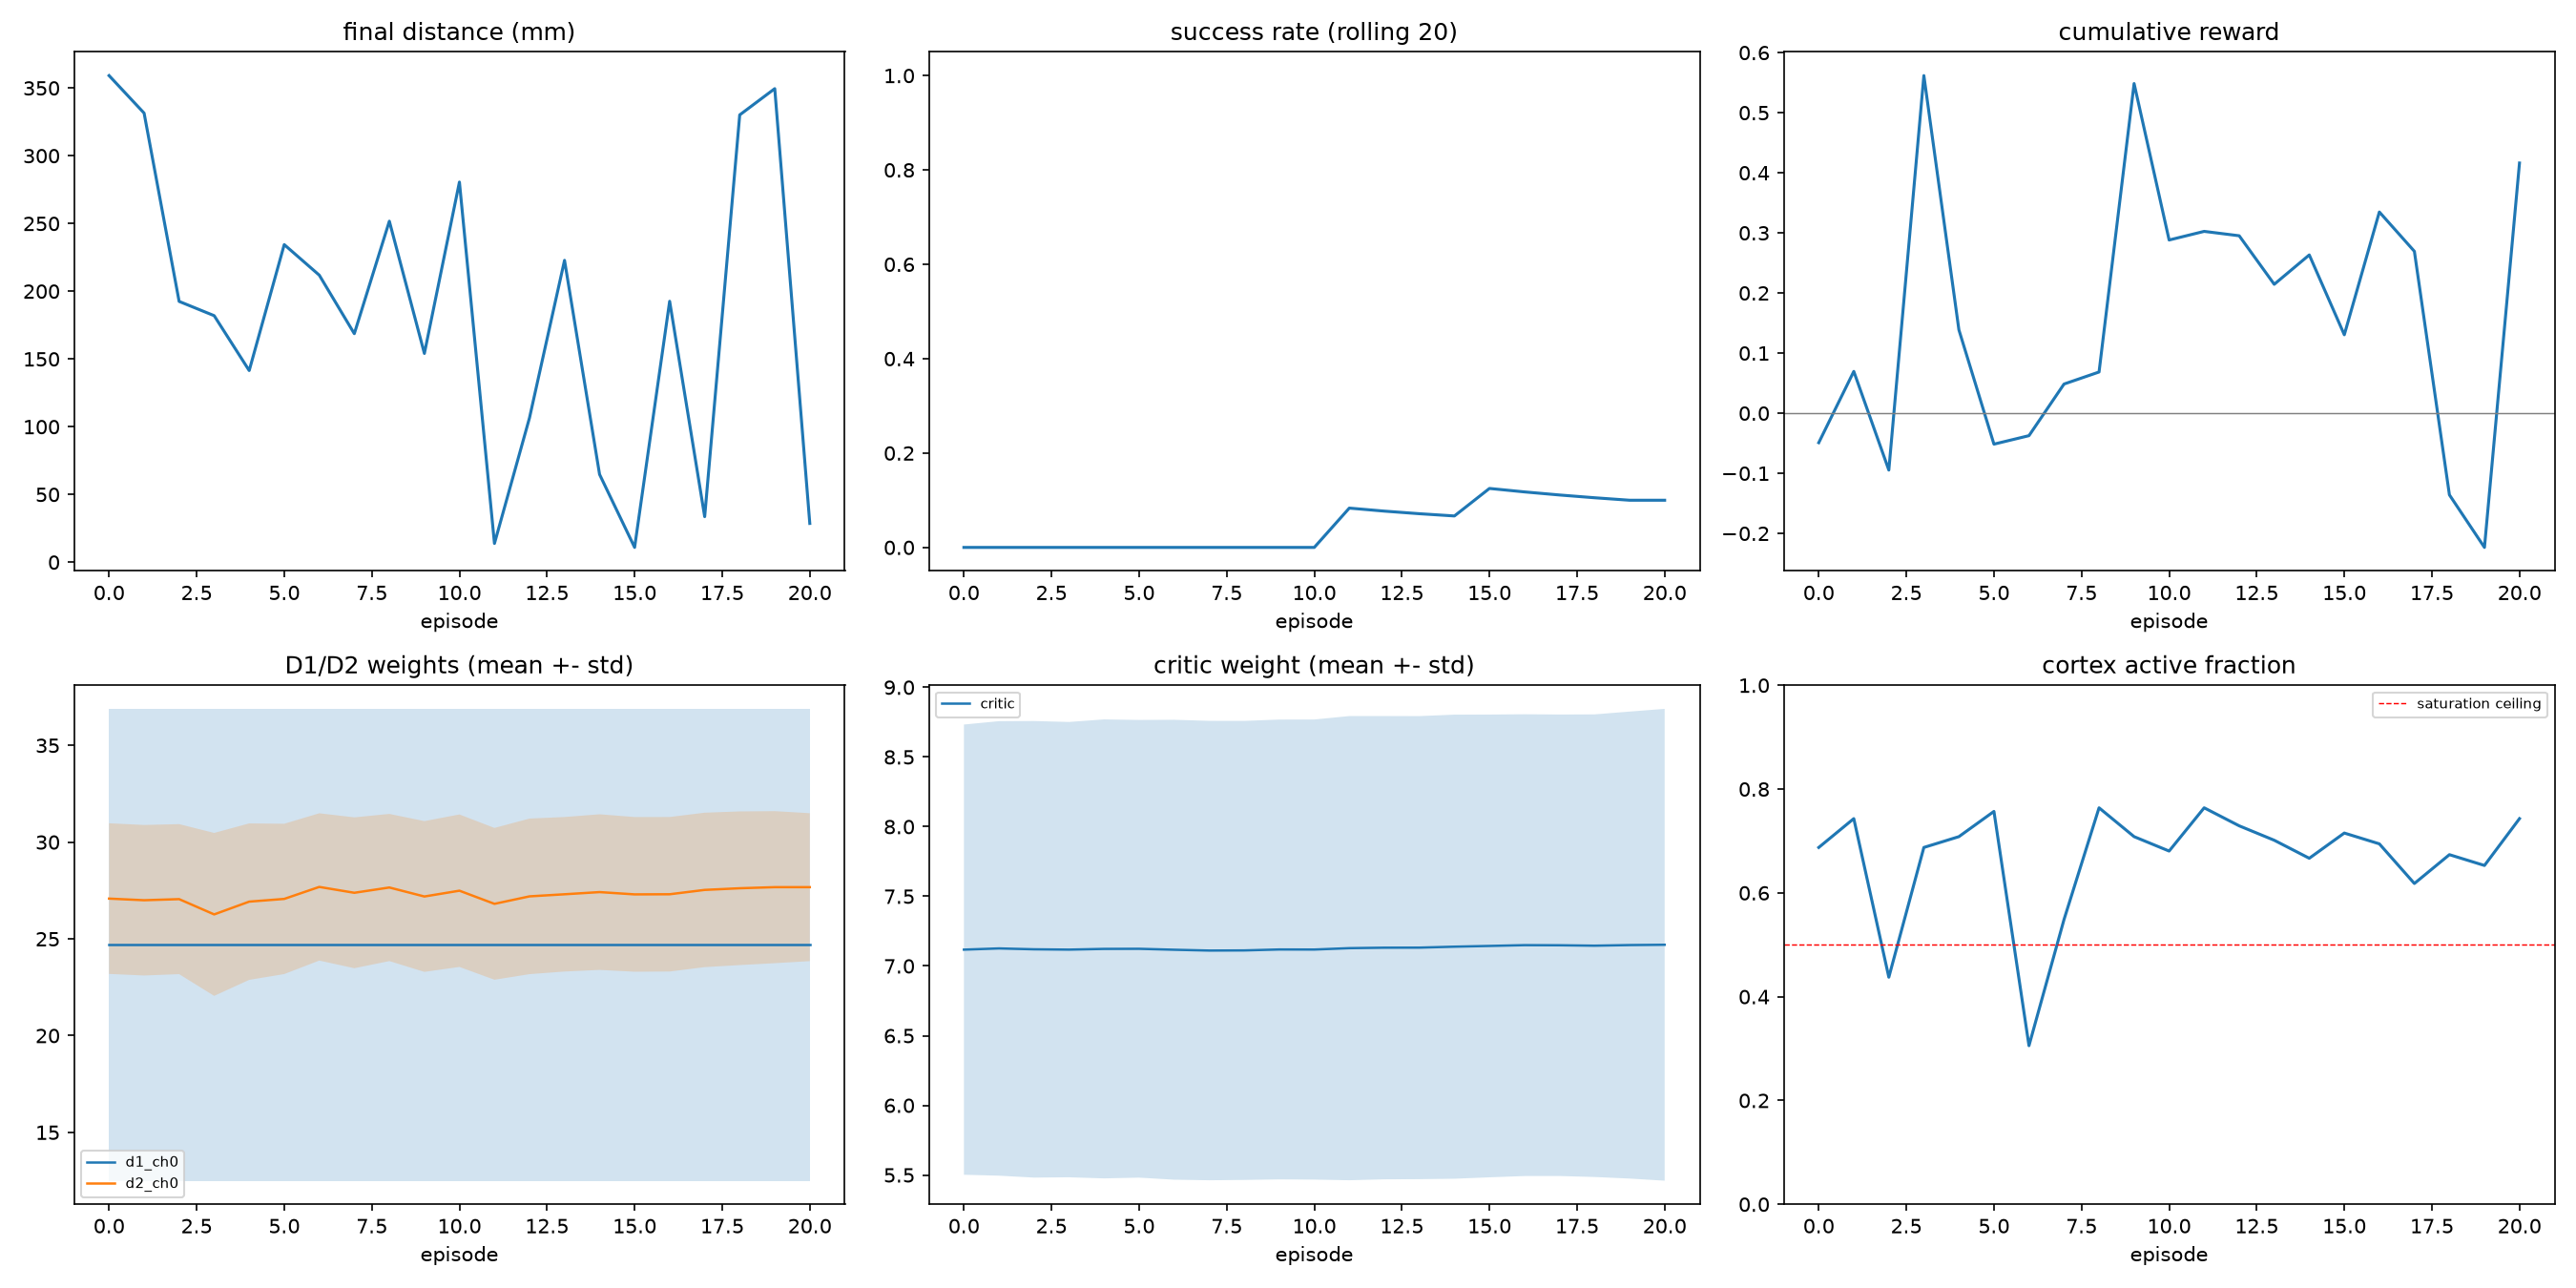 final distance (mm)
350
300
250
200
150
100
50
0
0.0 2.5 5.0 7.5 10.0 12.5 15.0 17.5 20.0
episode
success rate (rolling 20)
1.0
0.8
0.6
0.4
0.2
0.0
0.0 2.5 5.0 7.5 10.0 12.5 15.0 17.5 20.0
episode
cumulative reward
0.6
0.5
0.4
0.3
0.2
0.1
0.0
−0.1
−0.2
0.0 2.5 5.0 7.5 10.0 12.5 15.0 17.5 20.0
episode
D1/D2 weights (mean +- std)
35
30
25
20
15
d1_ch0
d2_ch0
0.0 2.5 5.0 7.5 10.0 12.5 15.0 17.5 20.0
episode
critic weight (mean +- std)
critic
9.0
8.5
8.0
7.5
7.0
6.5
6.0
5.5
0.0 2.5 5.0 7.5 10.0 12.5 15.0 17.5 20.0
episode
cortex active fraction
saturation ceiling
1.0
0.8
0.6
0.4
0.2
0.0
0.0 2.5 5.0 7.5 10.0 12.5 15.0 17.5 20.0
episode